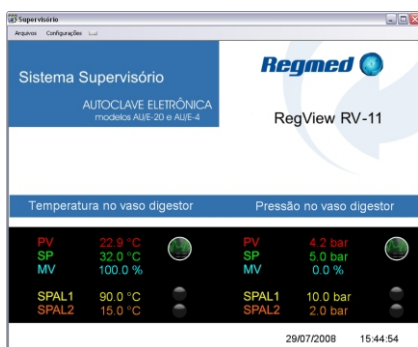 Supervisório
Arquivos Configurações
Sistema Supervisório
AUTOCLAVE ELETRÔNICA
modelos AU/E-20 e AU/E-4
Regmed
RegView RV-11
Temperatura no vaso digestor
Pressão no vaso digestor
PV 22.9 °C
SP 32.0 °C
MV 100.0 %
SPAL1 90.0 °C
SPAL2 15.0 °C
PV 4.2 bar
SP 5.0 bar
MV 0.0 %
SPAL1 10.0 bar
SPAL2 2.0 bar
29/07/2008 15:44:54